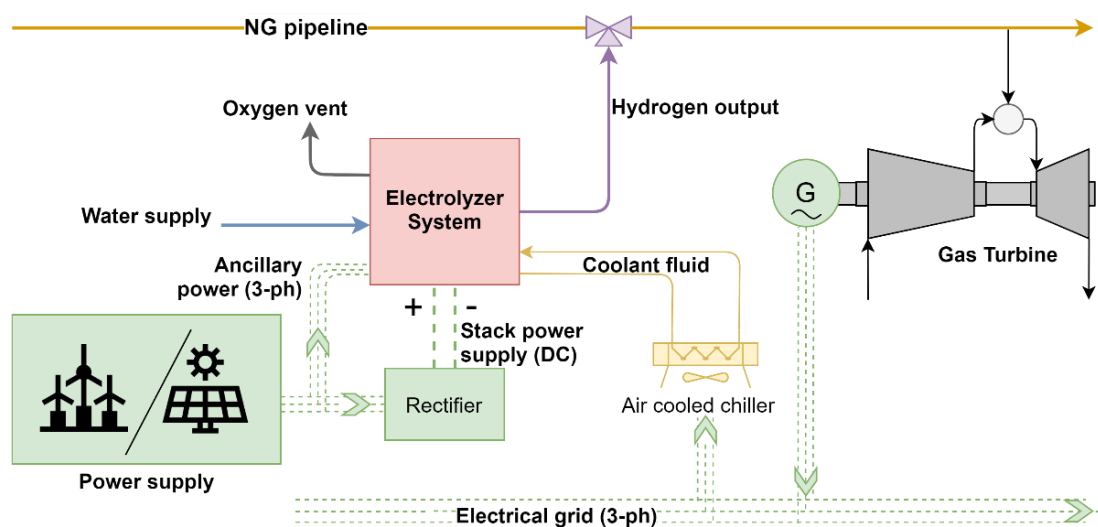 NG pipeline
Oxygen vent
Hydrogen output
Electrolyzer
System
G
Water supply
Gas Turbine
Ancillary
power (3-ph)
Coolant fluid
+ -
Stack power
supply (DC)
Rectifier
Air cooled chiller
Power supply
Electrical grid (3-ph)